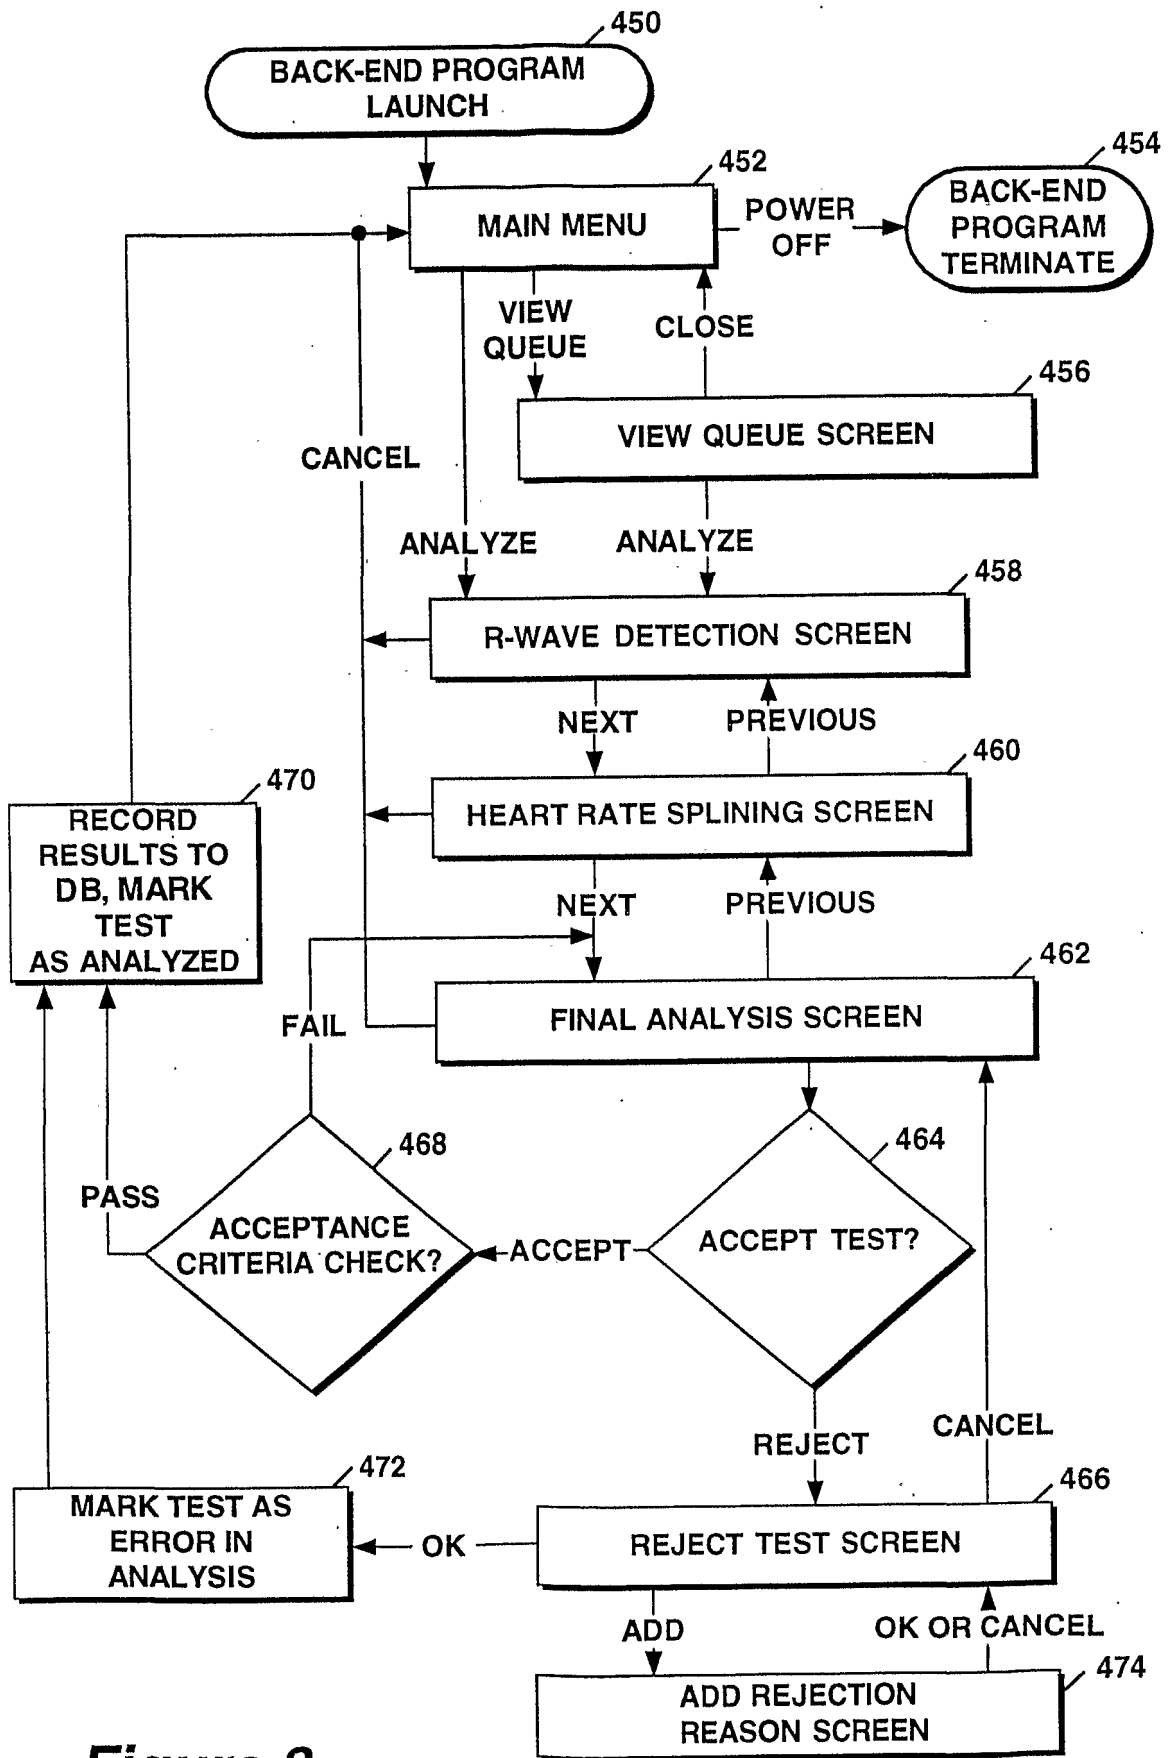 450
BACK-END PROGRAM
LAUNCH
452
454
MAIN MENU
POWER
OFF
BACK-END
PROGRAM
TERMINATE
VIEW
QUEUE
CLOSE
456
VIEW QUEUE SCREEN
CANCEL
ANALYZE
ANALYZE
458
R-WAVE DETECTION SCREEN
NEXT
PREVIOUS
460
HEART RATE SPLINING SCREEN
470
RECORD
RESULTS TO
DB, MARK
TEST
AS ANALYZED
NEXT
PREVIOUS
462
FINAL ANALYSIS SCREEN
FAIL
468
464
PASS
ACCEPTANCE
CRITERIA CHECK?
ACCEPT
ACCEPT TEST?
REJECT
CANCEL
472
466
MARK TEST AS
ERROR IN
ANALYSIS
OK
REJECT TEST SCREEN
ADD
OK OR CANCEL
474
ADD REJECTION
REASON SCREEN